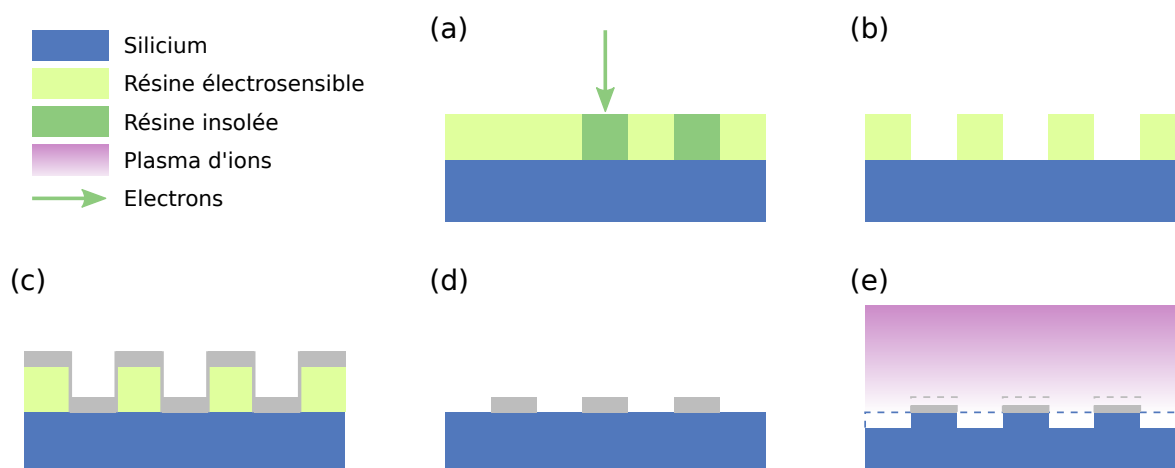 Silicium
Résine électrosensible
Résine insolée
Plasma d'ions
Electrons
(a)
(b)
(c)
(d)
(e)